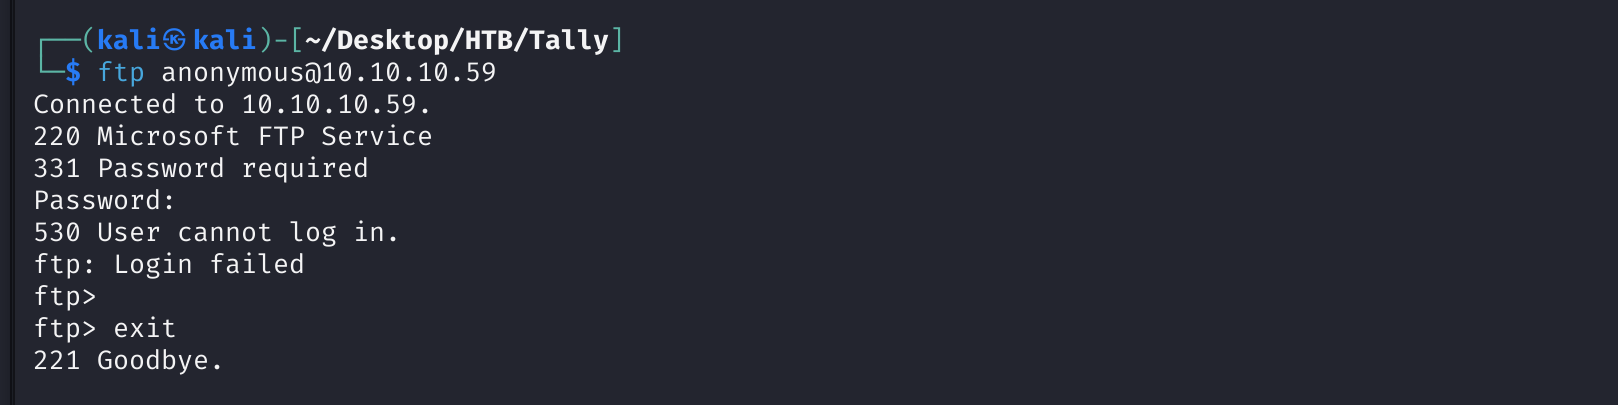 ┌──(kali㉿kali)-[~/Desktop/HTB/Tally]
└─$ ftp anonymous@10.10.10.59
Connected to 10.10.10.59.
220 Microsoft FTP Service
331 Password required
Password:
530 User cannot log in.
ftp: Login failed
ftp>
ftp> exit
221 Goodbye.